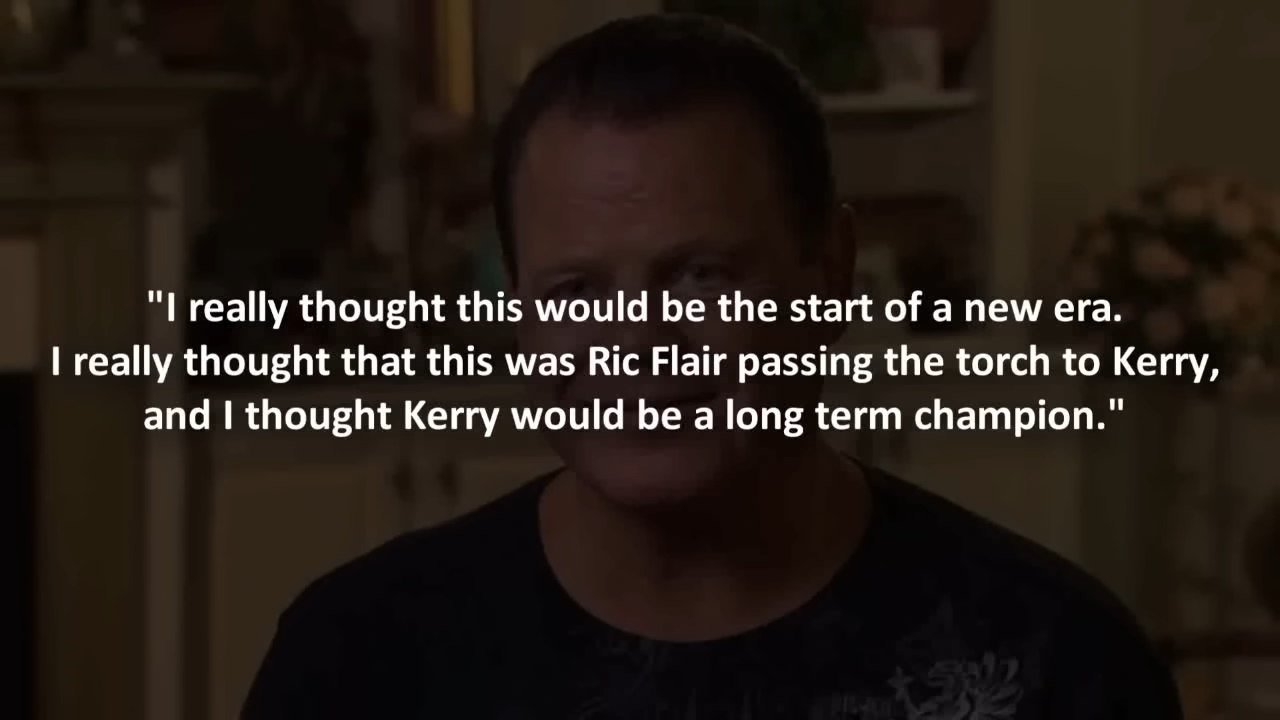 "I really thought this would be the start of a new era.
I really thought that this was Ric Flair passing the torch to Kerry,
and I thought Kerry would be a long term champion."